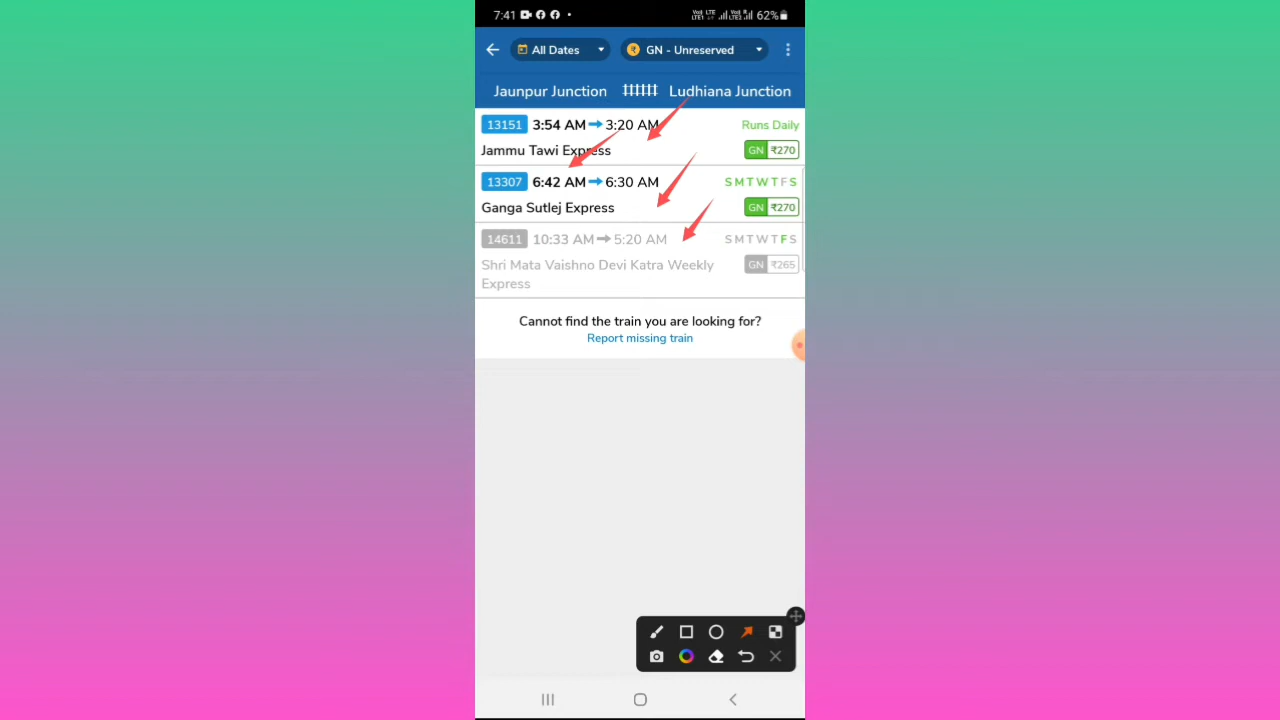 7:41 62%
All Dates GN - Unreserved
Jaunpur Junction Ludhiana Junction
13151 3:54 AM 3:20 AM Runs Daily
Jammu Tawi Express GN ₹270
13307 6:42 AM 6:30 AM S M T W T F S
Ganga Sutlej Express GN ₹270
14611 10:33 AM 5:20 AM S M T W T F S
Shri Mata Vaishno Devi Katra Weekly GN ₹265
Express
Cannot find the train you are looking for?
Report missing train